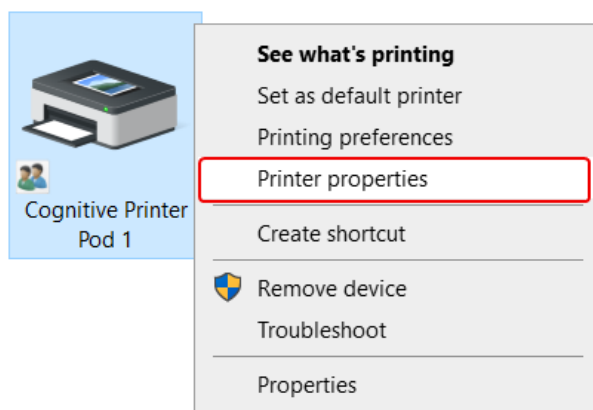 See what's printing
Set as default printer
Printing preferences
Printer properties
Cognitive Printer
Pod 1
Create shortcut
Remove device
Troubleshoot
Properties